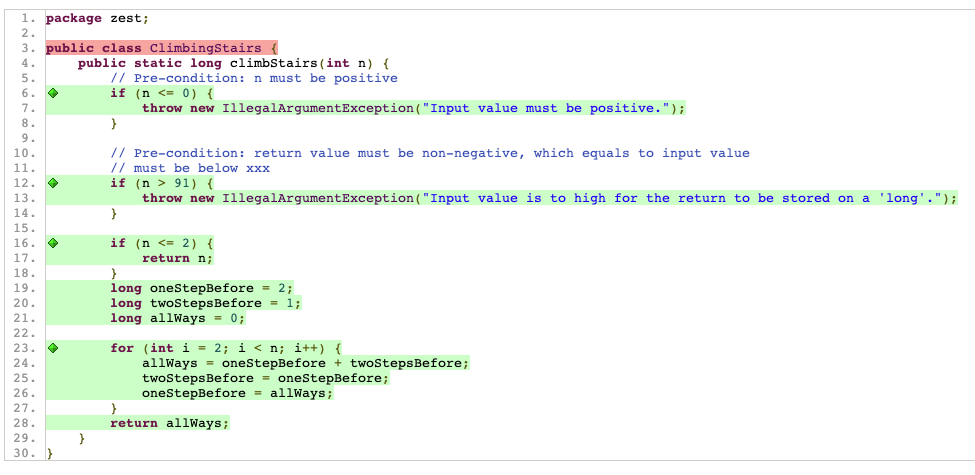 1. package zest;
2.
3. public class ClimbingStairs {
4.     public static long climbStairs(int n) {
5.         // Pre-condition: n must be positive
6.         if (n <= 0) {
7.             throw new IllegalArgumentException("Input value must be positive.");
8.         }
9.
10.         // Pre-condition: return value must be non-negative, which equals to input value
11.         // must be below xxx
12.         if (n > 91) {
13.             throw new IllegalArgumentException("Input value is to high for the return to be stored on a 'long'.");
14.         }
15.
16.         if (n <= 2) {
17.             return n;
18.         }
19.         long oneStepBefore = 2;
20.         long twoStepsBefore = 1;
21.         long allWays = 0;
22.
23.         for (int i = 2; i < n; i++) {
24.             allWays = oneStepBefore + twoStepsBefore;
25.             twoStepsBefore = oneStepBefore;
26.             oneStepBefore = allWays;
27.         }
28.         return allWays;
29.     }
30. }